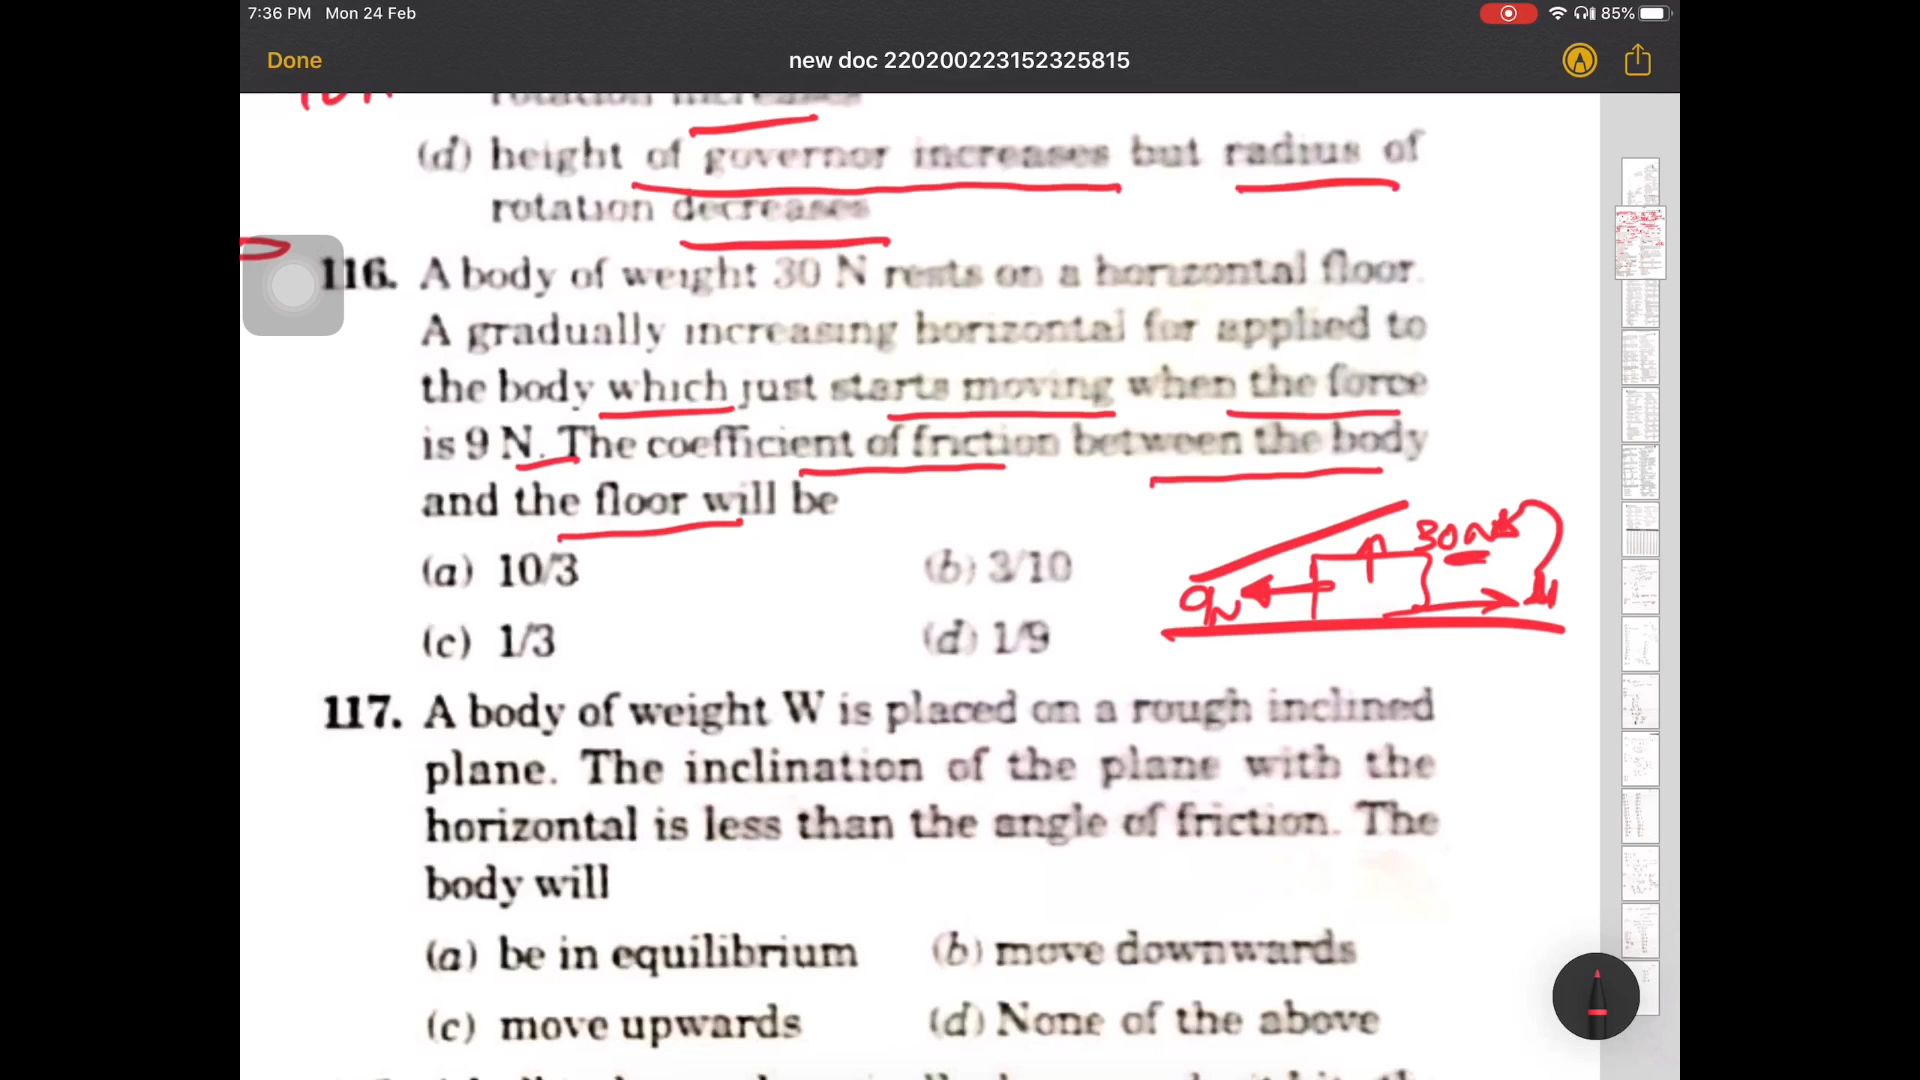 7:36 PM Mon 24 Feb 85%
Done new doc 220200223152325815
rotation increases
(d) height of governor increases but radius of
rotation decreases
116. A body of weight 30 N rests on a horizontal floor.
A gradually increasing horizontal for applied to
the body which just starts moving when the force
is 9 N. The coefficient of friction between the body
and the floor will be
30N
9N μ
(a) 10/3 (b) 3/10
(c) 1/3 (d) 1/9
117. A body of weight W is placed on a rough inclined
plane. The inclination of the plane with the
horizontal is less than the angle of friction. The
body will
(a) be in equilibrium (b) move downwards
(c) move upwards (d) None of the above